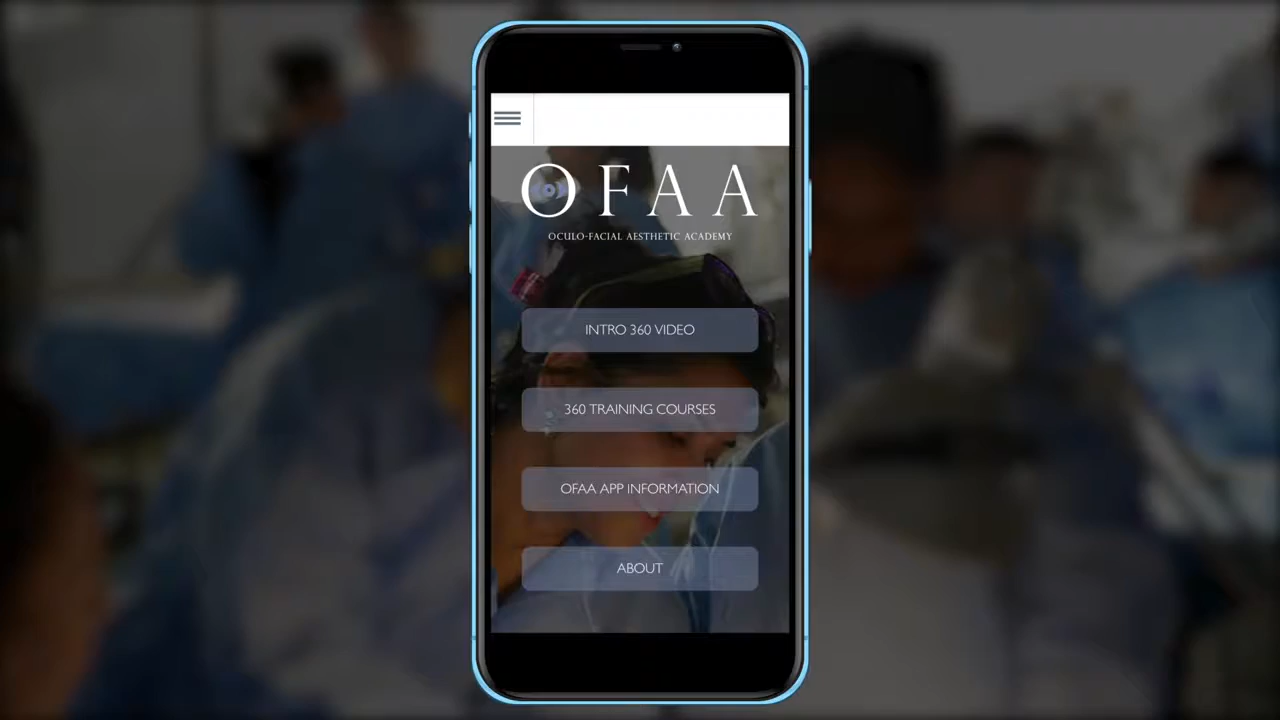 OFAA
OCULO-FACIAL AESTHETIC ACADEMY
INTRO 360 VIDEO
360 TRAINING COURSES
OFAA APP INFORMATION
ABOUT